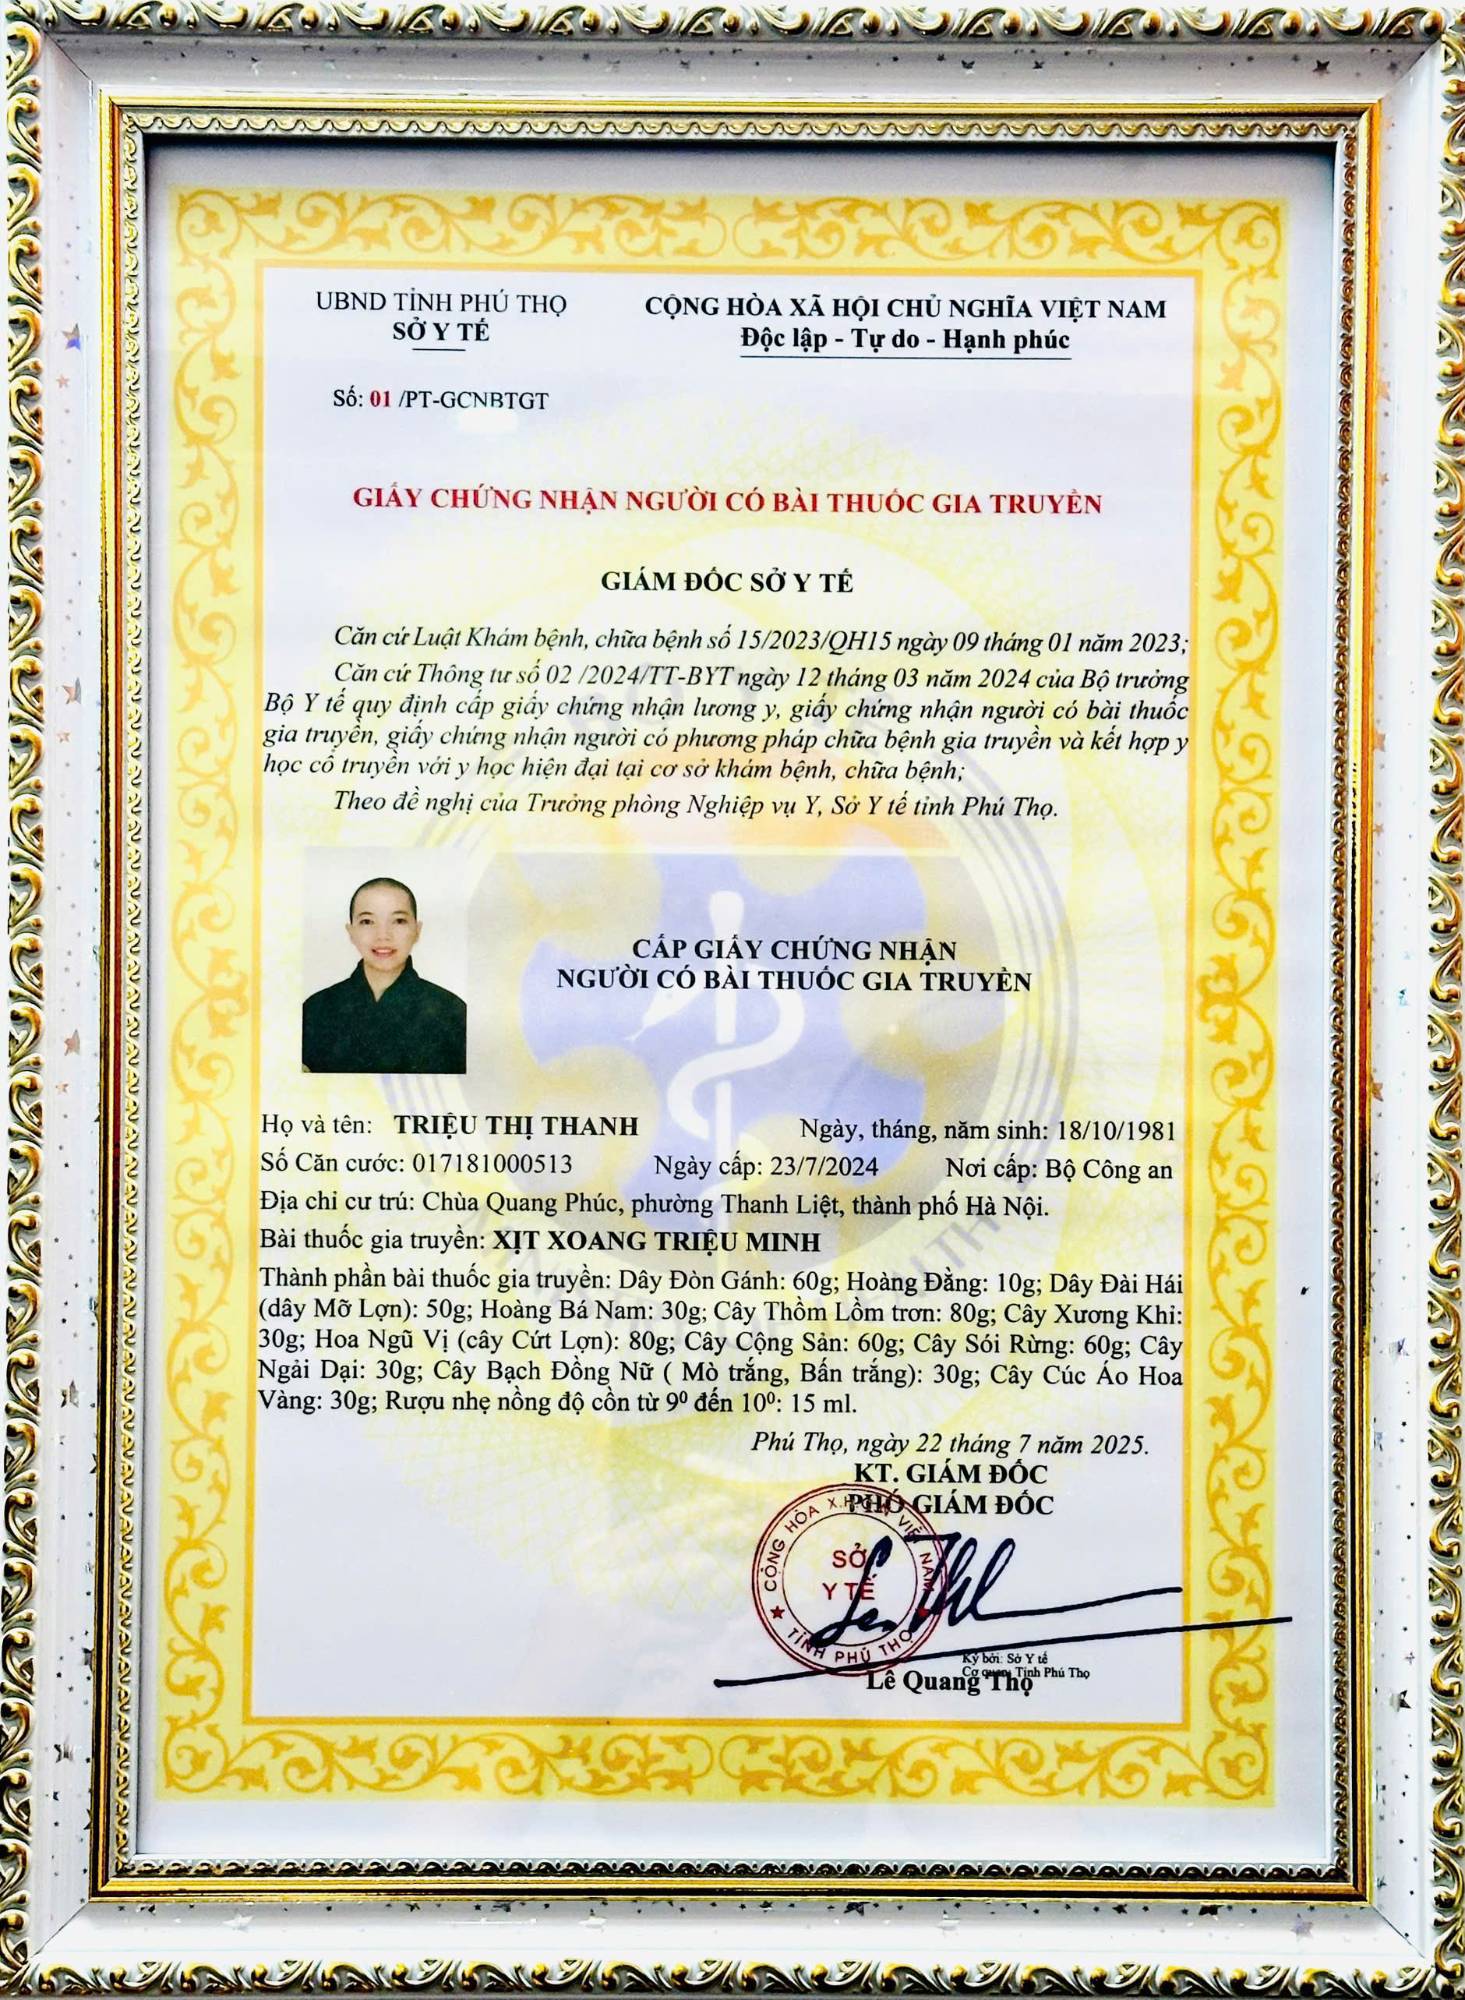 UBND TỈNH PHÚ THỌ
SỞ Y TẾ
CỘNG HÒA XÃ HỘI CHỦ NGHĨA VIỆT NAM
Độc lập - Tự do - Hạnh phúc
Số: 01 /PT-GCNBTGT
GIẤY CHỨNG NHẬN NGƯỜI CÓ BÀI THUỐC GIA TRUYỀN
GIÁM ĐỐC SỞ Y TẾ
Căn cứ Luật Khám bệnh, chữa bệnh số 15/2023/QH15 ngày 09 tháng 01 năm 2023;
Căn cứ Thông tư số 02 /2024/TT-BYT ngày 12 tháng 03 năm 2024 của Bộ trưởng
Bộ Y tế quy định cấp giấy chứng nhận lương y, giấy chứng nhận người có bài thuốc
gia truyền, giấy chứng nhận người có phương pháp chữa bệnh gia truyền và kết hợp y
học cổ truyền với y học hiện đại tại cơ sở khám bệnh, chữa bệnh;
Theo đề nghị của Trưởng phòng Nghiệp vụ Y, Sở Y tế tỉnh Phú Thọ.
CẤP GIẤY CHỨNG NHẬN
NGƯỜI CÓ BÀI THUỐC GIA TRUYỀN
Họ và tên: TRIỆU THỊ THANH Ngày, tháng, năm sinh: 18/10/1981
Số Căn cước: 017181000513 Ngày cấp: 23/7/2024 Nơi cấp: Bộ Công an
Địa chỉ cư trú: Chùa Quang Phúc, phường Thanh Liệt, thành phố Hà Nội.
Bài thuốc gia truyền: XỊT XOANG TRIỆU MINH
Thành phần bài thuốc gia truyền: Dây Đòn Gánh: 60g; Hoàng Đằng: 10g; Dây Đài Hái
(dây Mỡ Lợn): 50g; Hoàng Bá Nam: 30g; Cây Thồm Lồm trơn: 80g; Cây Xương Khỉ:
30g; Hoa Ngũ Vị (cây Cứt Lợn): 80g; Cây Cộng Sản: 60g; Cây Sói Rừng: 60g; Cây
Ngải Dại: 30g; Cây Bạch Đồng Nữ ( Mò trắng, Bấn trắng): 30g; Cây Cúc Áo Hoa
Vàng: 30g; Rượu nhẹ nồng độ cồn từ 9⁰ đến 10⁰: 15 ml.
Phú Thọ, ngày 22 tháng 7 năm 2025.
KT. GIÁM ĐỐC
PHÓ GIÁM ĐỐC
CỘNG HÒA X.H.C.N VIỆT NAM
SỞ
Y TẾ
TỈNH PHÚ THỌ
Ký bởi: Sở Y tế
Cơ quan: Tỉnh Phú Thọ
Lê Quang Thọ